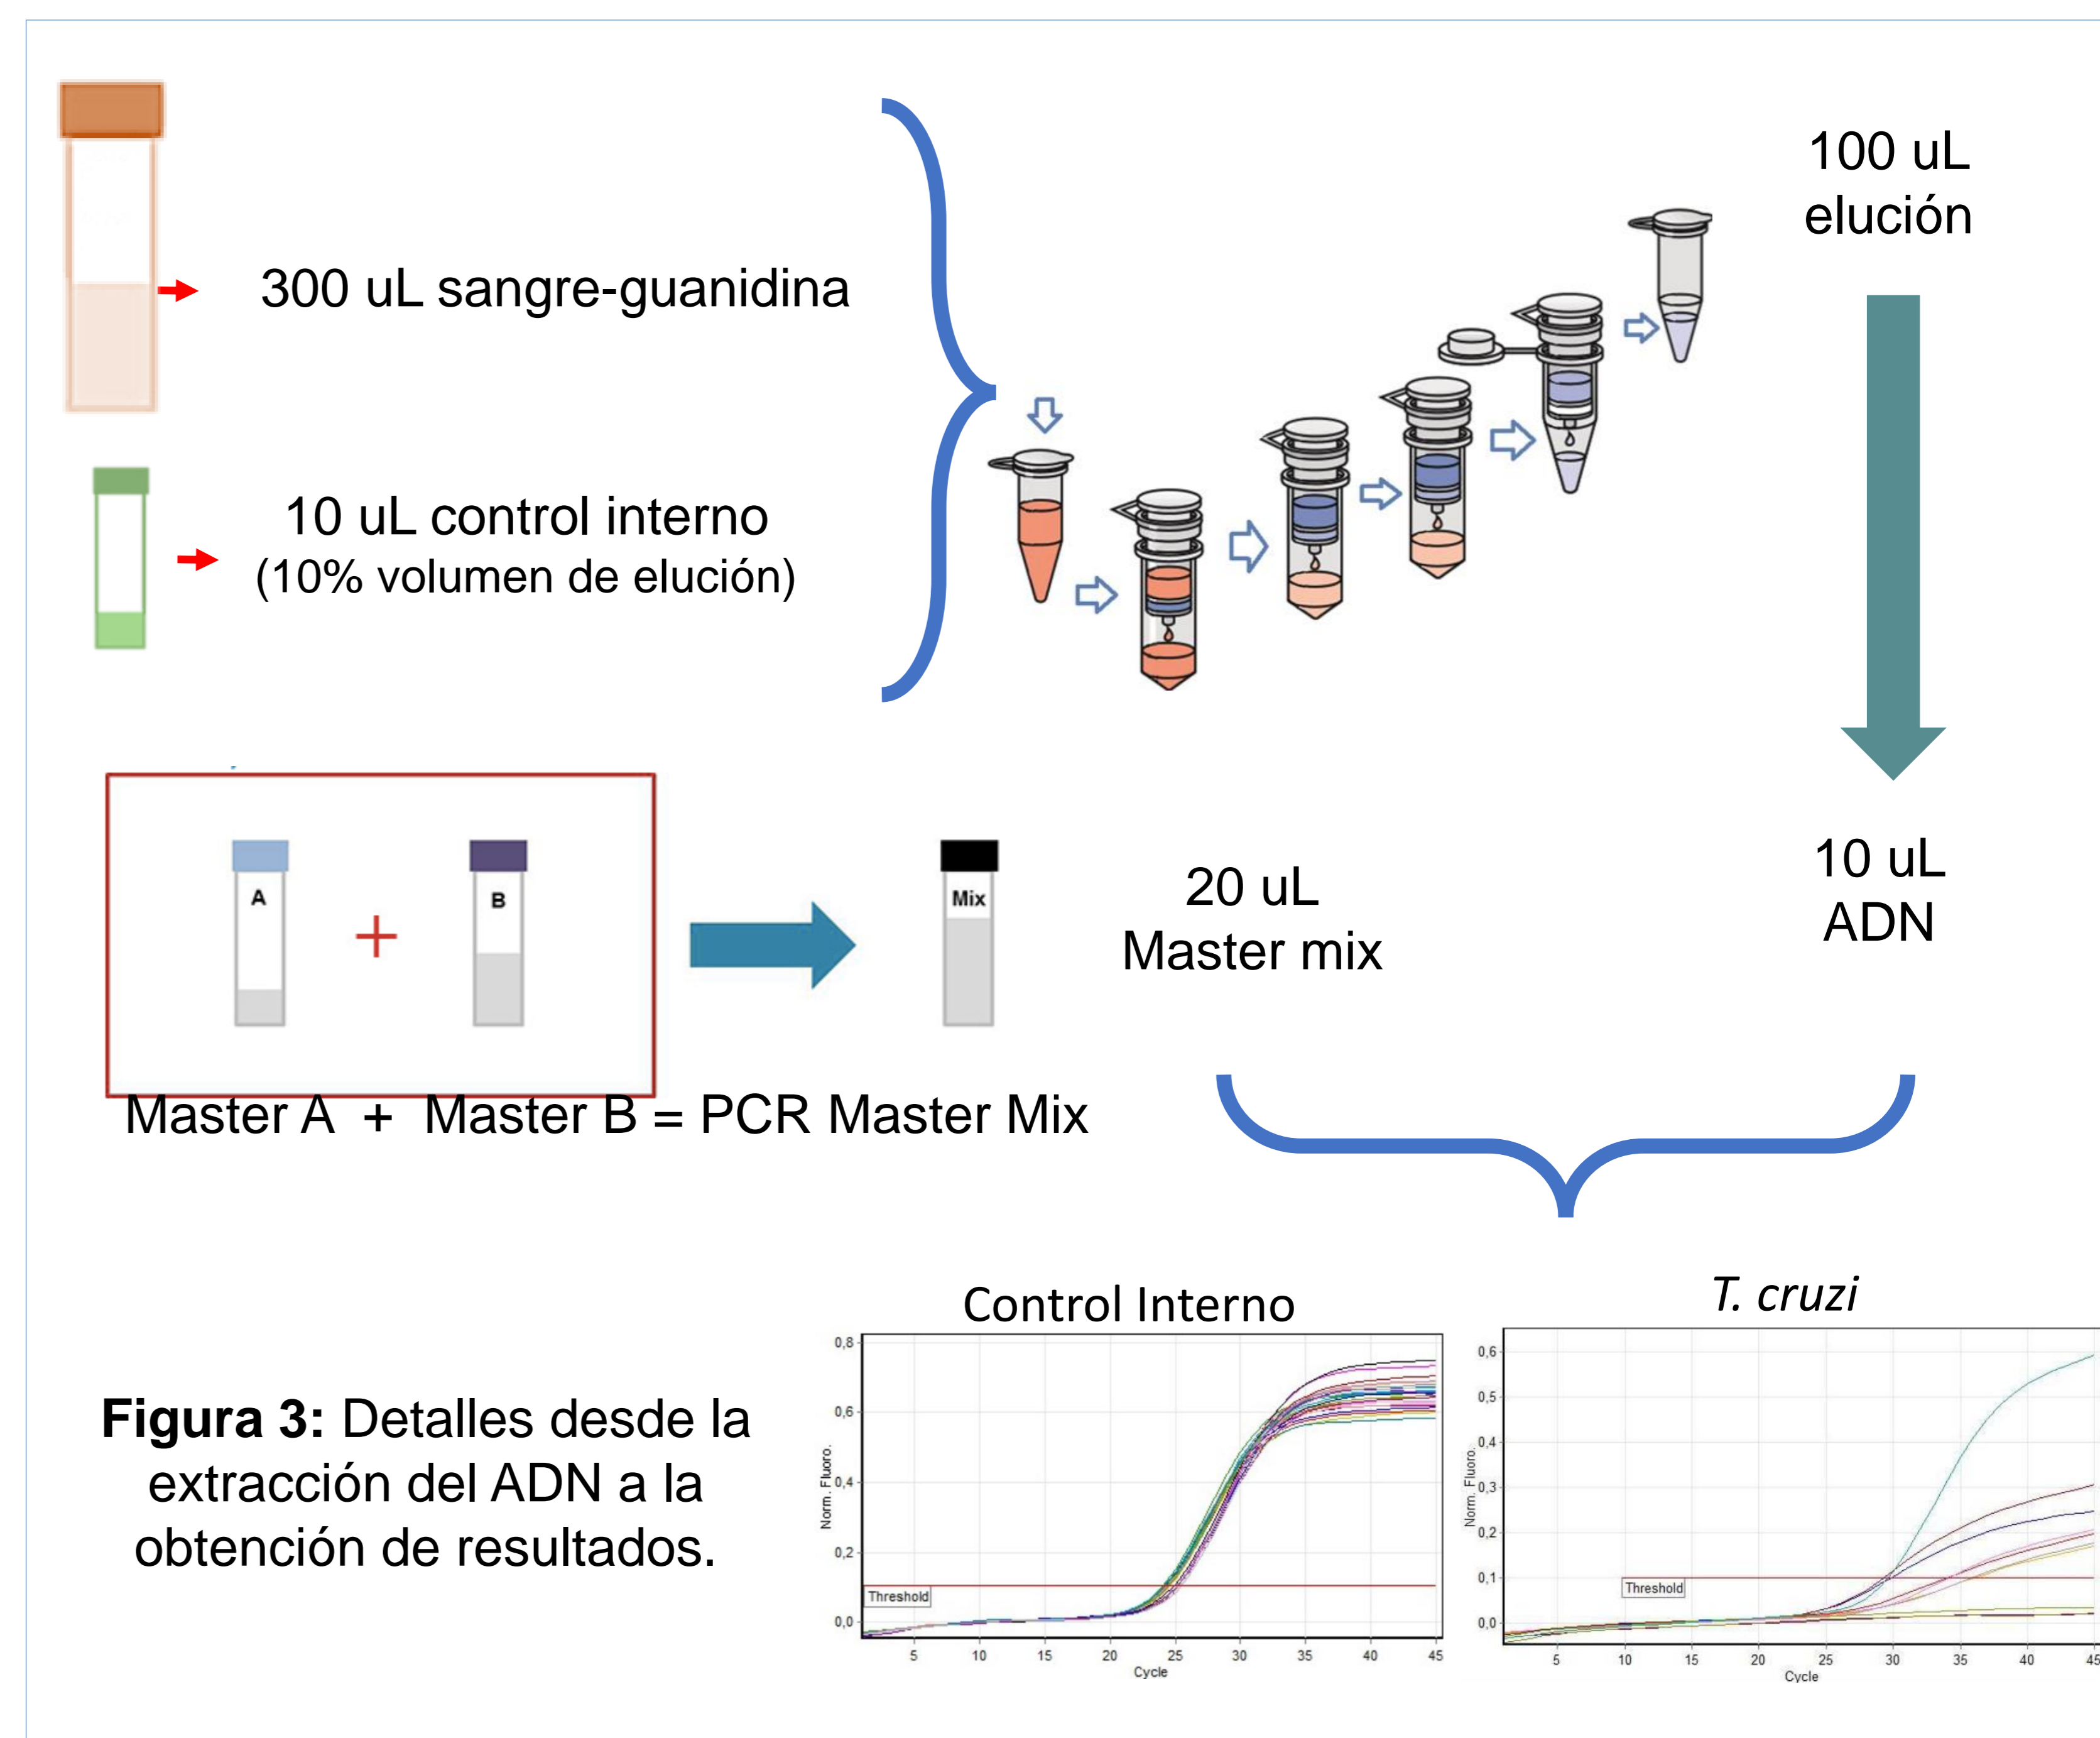 100 uL
elución
300 uL sangre-guanidina
10 uL control interno
(10% volumen de elución)
A
+
B
Mix
20 uL
Master mix
10 uL
ADN
Master A + Master B = PCR Master Mix
Control Interno
0,8
0,6
0,4
0,2
0,0
Norm. Fluoro.
Threshold
5 10 15 20 25 30 35 40 45
Cycle
T. cruzi
0,6
0,5
0,4
0,3
0,2
0,1
0,0
Norm. Fluoro.
Threshold
5 10 15 20 25 30 35 40 45
Cycle
Figura 3: Detalles desde la
extracción del ADN a la
obtención de resultados.